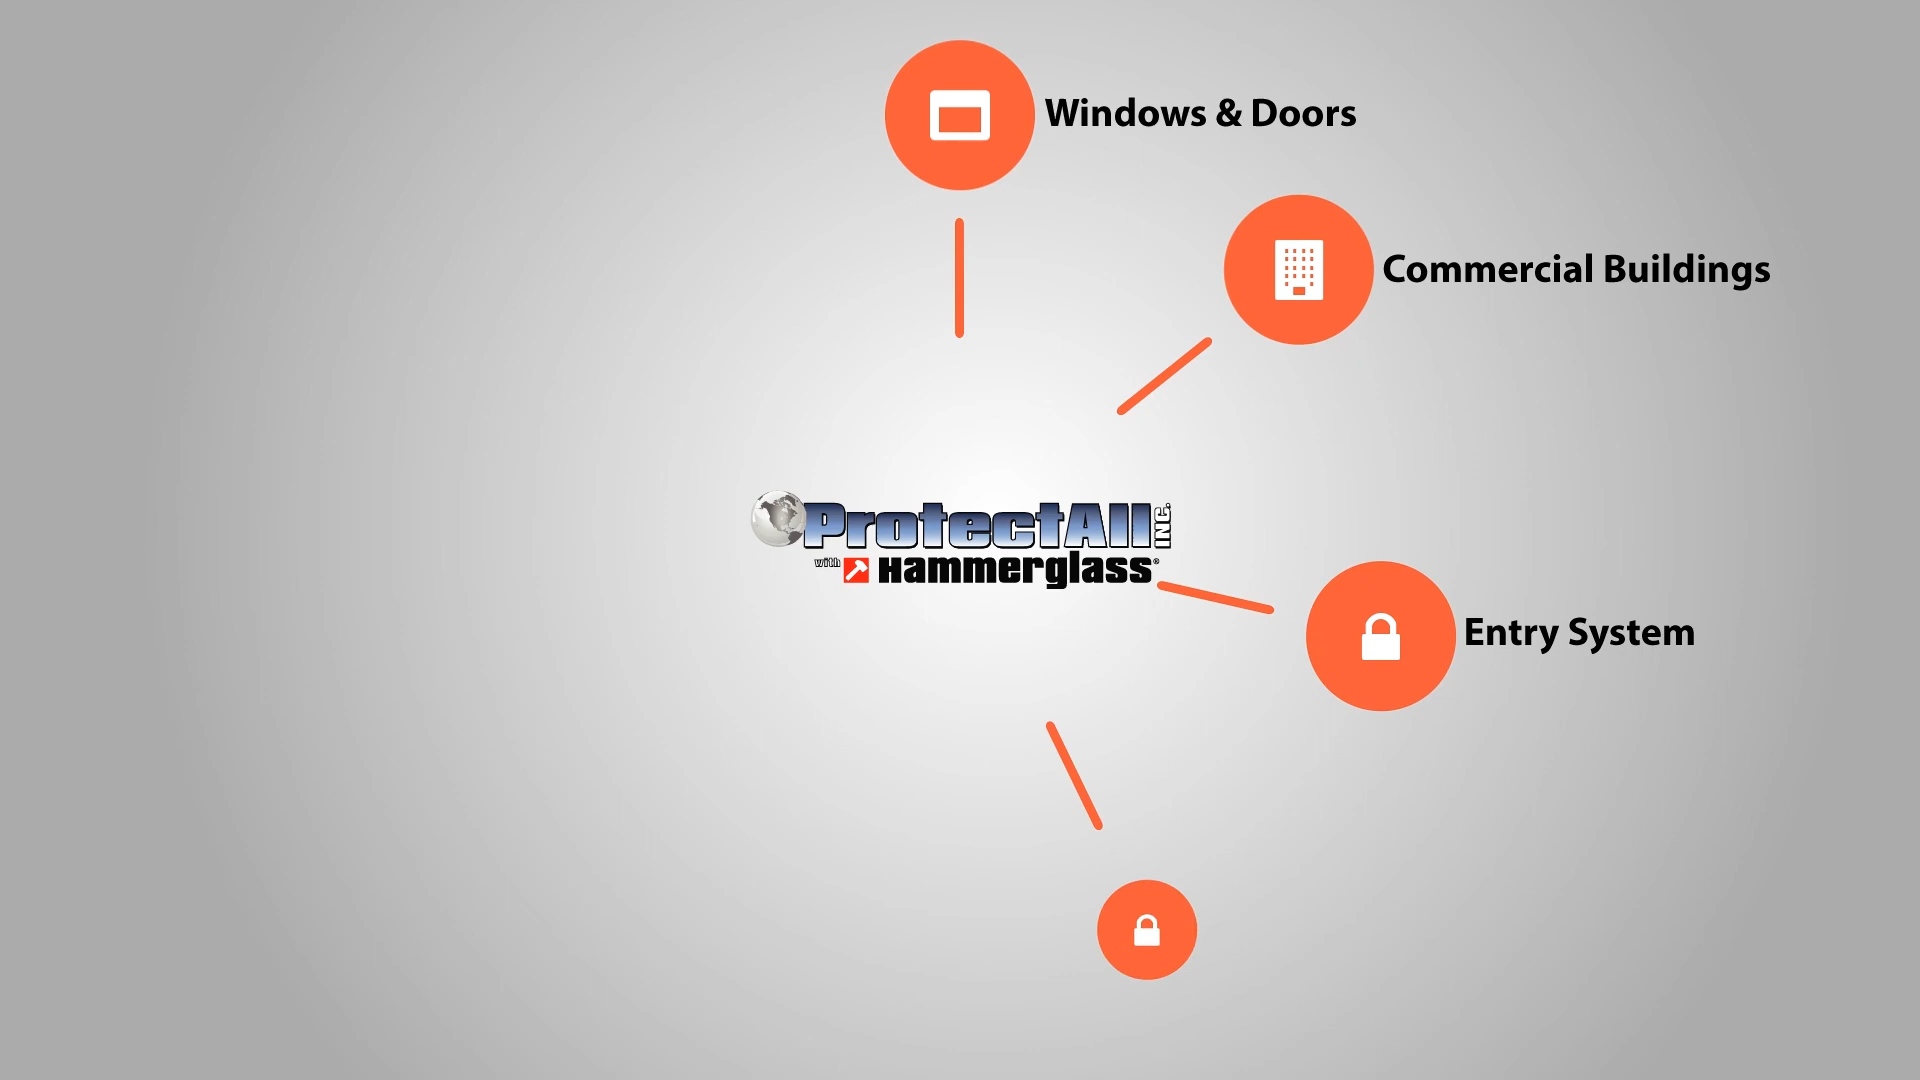 Windows & Doors
Commercial Buildings
ProtectAll INC.
with Hammerglass®
Entry System